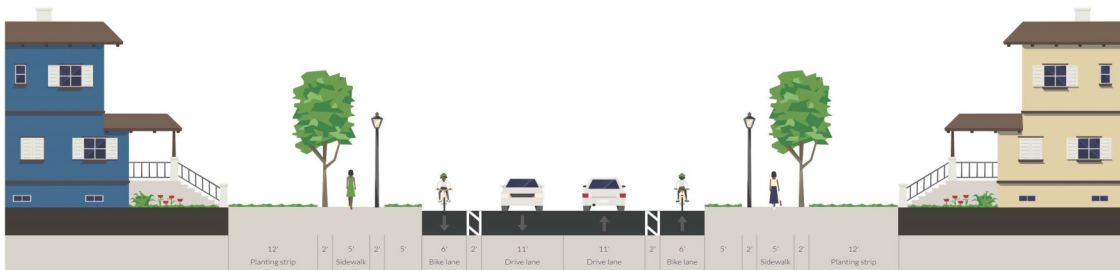 12' 2' 5' 2' 5' 6' 2' 11' 11' 2' 6' 5' 2' 5' 2' 12'
Planting strip Sidewalk Bike lane Drive lane Drive lane Bike lane Sidewalk Planting strip